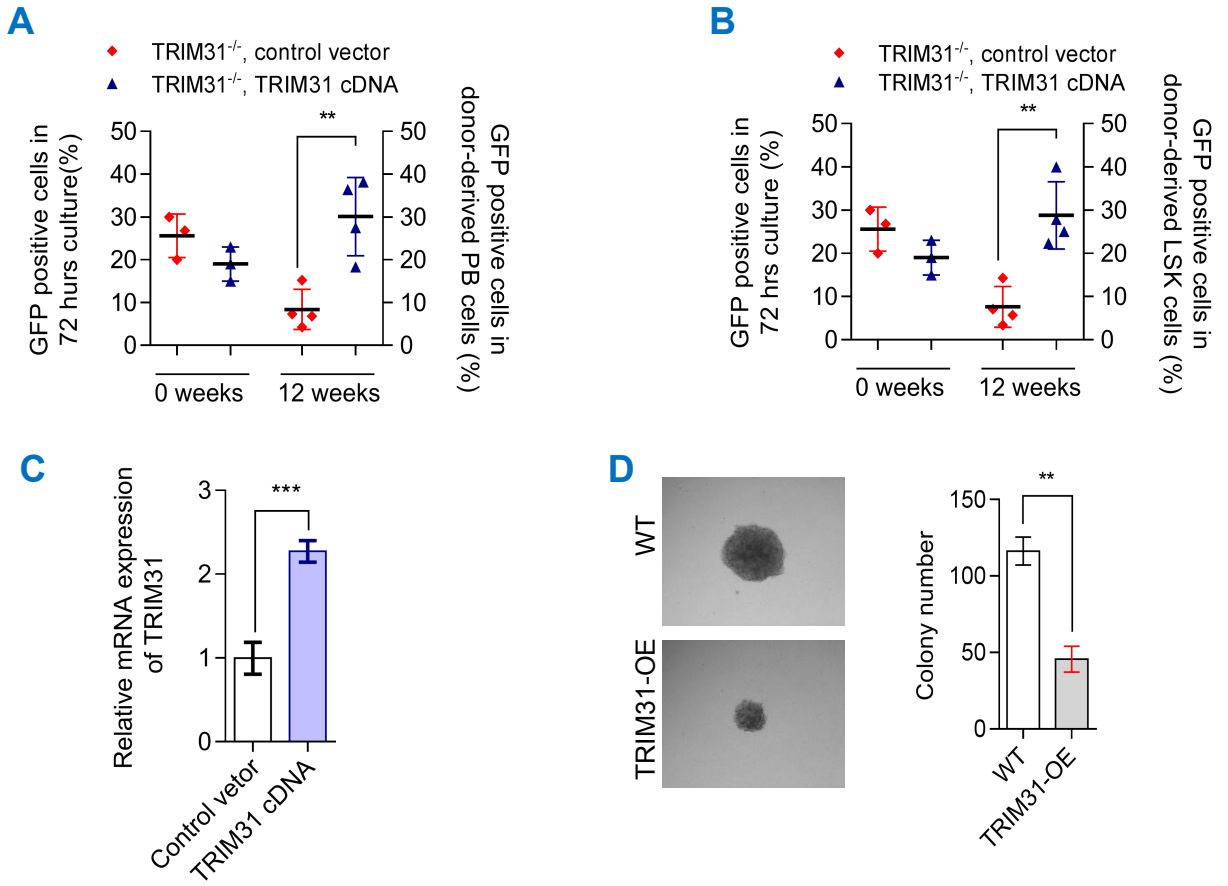 A
TRIM31-/-, control vector
TRIM31-/-, TRIM31 cDNA
GFP positive cells in
72 hurs culture(%)
50
40
30
20
10
0
**
50
40
30
20
10
0
GFP positive cells in
donor-derived PB cells (%)
0 weeks
12 weeks
B
TRIM31-/-, control vector
TRIM31-/-, TRIM31 cDNA
GFP positive cells in
72 hrs culture (%)
50
40
30
20
10
0
**
50
40
30
20
10
0
GFP positive cells in
donor-derived LSK cells (%)
0 weeks
12 weeks
C
Relative mRNA expression
of TRIM31
3
2
1
0
***
Control vetor
TRIM31 cDNA
D
WT
TRIM31-OE
Colony number
150
100
50
0
**
WT
TRIM31-OE